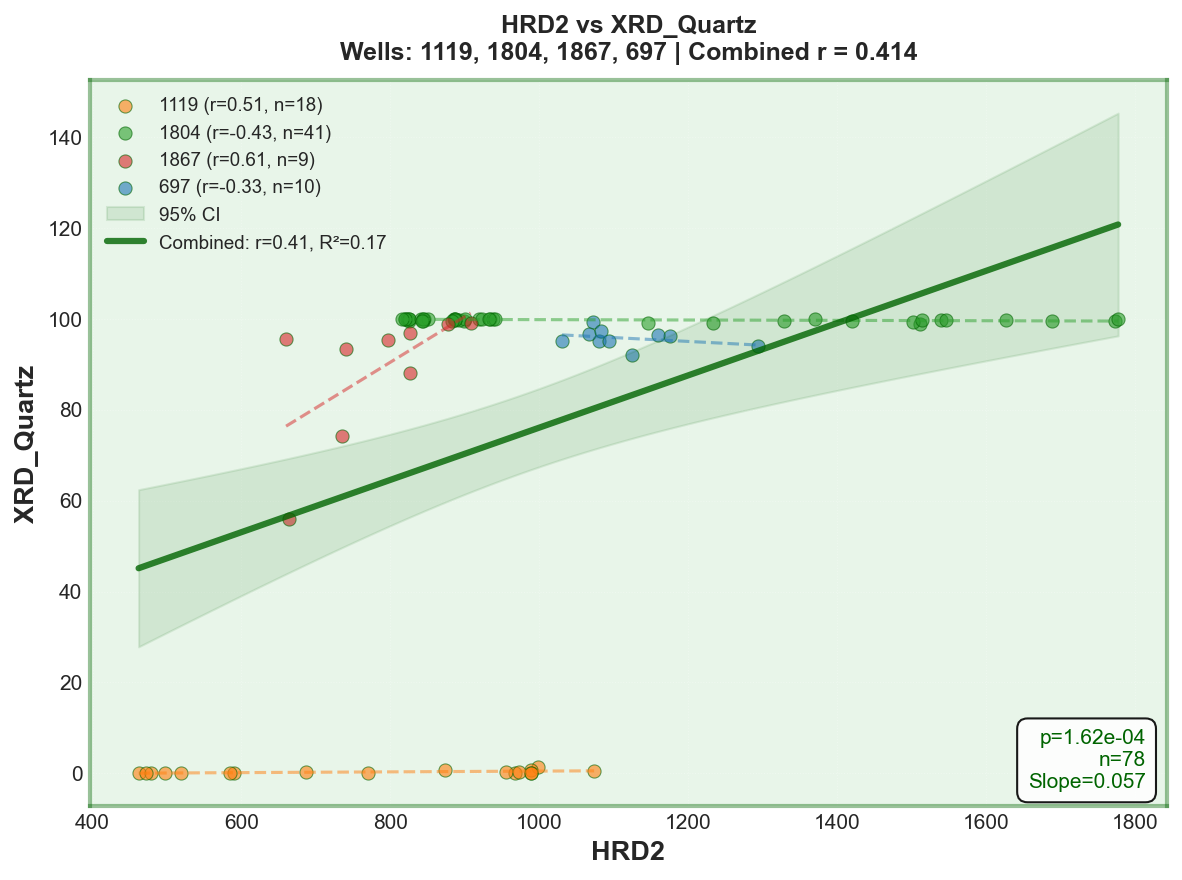 HRD2 vs XRD_Quartz
Wells: 1119, 1804, 1867, 697 | Combined r = 0.414
1119 (r=0.51, n=18)
1804 (r=-0.43, n=41)
1867 (r=0.61, n=9)
697 (r=-0.33, n=10)
95% CI
Combined: r=0.41, R²=0.17
XRD_Quartz
140
120
100
80
60
40
20
0
p=1.62e-04
n=78
Slope=0.057
400 600 800 1000 1200 1400 1600 1800
HRD2